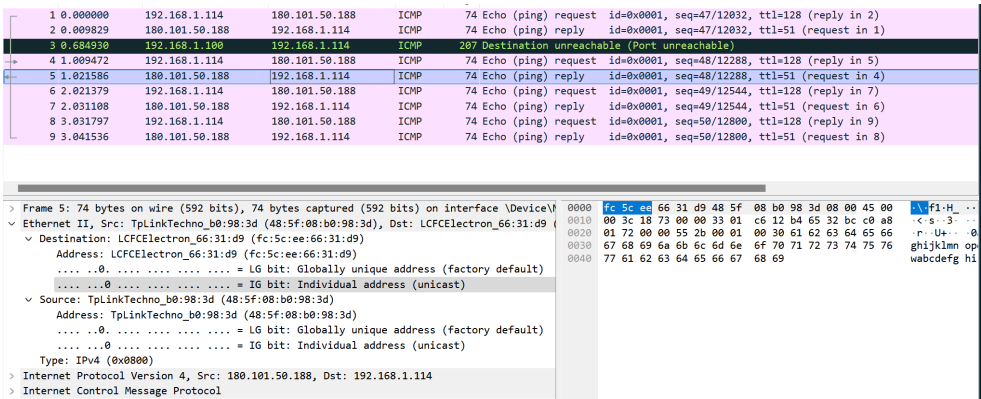 1 0.000000 192.168.1.114 180.101.50.188 ICMP 74 Echo (ping) request id=0x0001, seq=47/12032, ttl=128 (reply in 2)
2 0.009829 180.101.50.188 192.168.1.114 ICMP 74 Echo (ping) reply id=0x0001, seq=47/12032, ttl=51 (request in 1)
3 0.684930 192.168.1.100 192.168.1.114 ICMP 207 Destination unreachable (Port unreachable)
4 1.009472 192.168.1.114 180.101.50.188 ICMP 74 Echo (ping) request id=0x0001, seq=48/12288, ttl=128 (reply in 5)
5 1.021586 180.101.50.188 192.168.1.114 ICMP 74 Echo (ping) reply id=0x0001, seq=48/12288, ttl=51 (request in 4)
6 2.021379 192.168.1.114 180.101.50.188 ICMP 74 Echo (ping) request id=0x0001, seq=49/12544, ttl=128 (reply in 7)
7 2.031108 180.101.50.188 192.168.1.114 ICMP 74 Echo (ping) reply id=0x0001, seq=49/12544, ttl=51 (request in 6)
8 3.031797 192.168.1.114 180.101.50.188 ICMP 74 Echo (ping) request id=0x0001, seq=50/12800, ttl=128 (reply in 9)
9 3.041536 180.101.50.188 192.168.1.114 ICMP 74 Echo (ping) reply id=0x0001, seq=50/12800, ttl=51 (request in 8)
Frame 5: 74 bytes on wire (592 bits), 74 bytes captured (592 bits) on interface \Device\
Ethernet II, Src: TpLinkTechno_b0:98:3d (48:5f:08:b0:98:3d), Dst: LCFCElectron_66:31:d9 (
Destination: LCFCElectron_66:31:d9 (fc:5c:ee:66:31:d9)
Address: LCFCElectron_66:31:d9 (fc:5c:ee:66:31:d9)
.... ..0. .... .... .... .... = LG bit: Globally unique address (factory default)
.... ...0 .... .... .... .... = IG bit: Individual address (unicast)
Source: TpLinkTechno_b0:98:3d (48:5f:08:b0:98:3d)
Address: TpLinkTechno_b0:98:3d (48:5f:08:b0:98:3d)
.... ..0. .... .... .... .... = LG bit: Globally unique address (factory default)
.... ...0 .... .... .... .... = IG bit: Individual address (unicast)
Type: IPv4 (0x0800)
Internet Protocol Version 4, Src: 180.101.50.188, Dst: 192.168.1.114
Internet Control Message Protocol
0000 fc 5c ee 66 31 d9 48 5f 08 b0 98 3d 08 00 45 00 ·\·f1·H_ ··
0010 00 3c 18 73 00 00 33 01 c6 12 b4 65 32 bc c0 a8 ·<·s··3· ··
0020 01 72 00 00 55 2b 00 01 00 30 61 62 63 64 65 66 ·r··U+··
0030 67 68 69 6a 6b 6c 6d 6e 6f 70 71 72 73 74 75 76 ghijklmn op
0040 77 61 62 63 64 65 66 67 68 69 wabcdefg hi